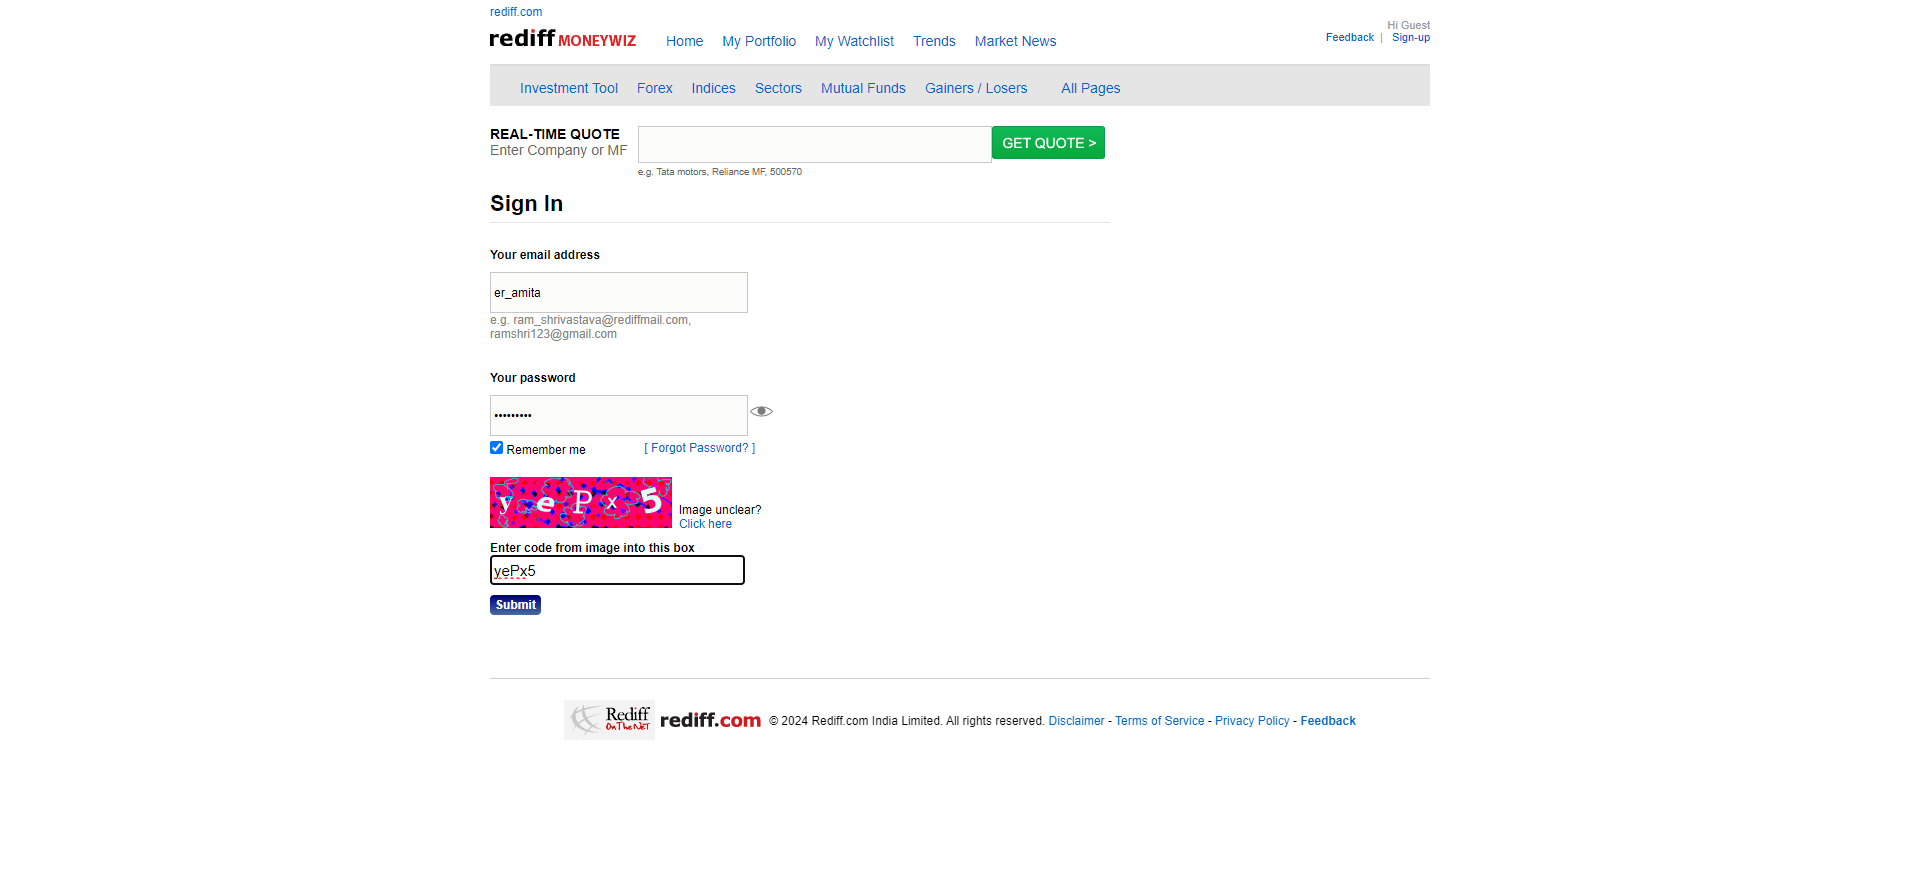 rediff.com
rediff MONEYWIZ Home My Portfolio My Watchlist Trends Market News
Hi Guest
Feedback | Sign-up
Investment Tool Forex Indices Sectors Mutual Funds Gainers / Losers All Pages
REAL-TIME QUOTE
Enter Company or MF
GET QUOTE >
e.g. Tata motors, Reliance MF, 500570
Sign In
Your email address
er_amita
e.g. ram_shrivastava@rediffmail.com,
ramshri123@gmail.com
Your password
•••••••••
Remember me [ Forgot Password? ]
y e P x 5
Image unclear?
Click here
Enter code from image into this box
yePx5
Submit
Rediff
On The NeT
rediff.com © 2024 Rediff.com India Limited. All rights reserved. Disclaimer - Terms of Service - Privacy Policy - Feedback